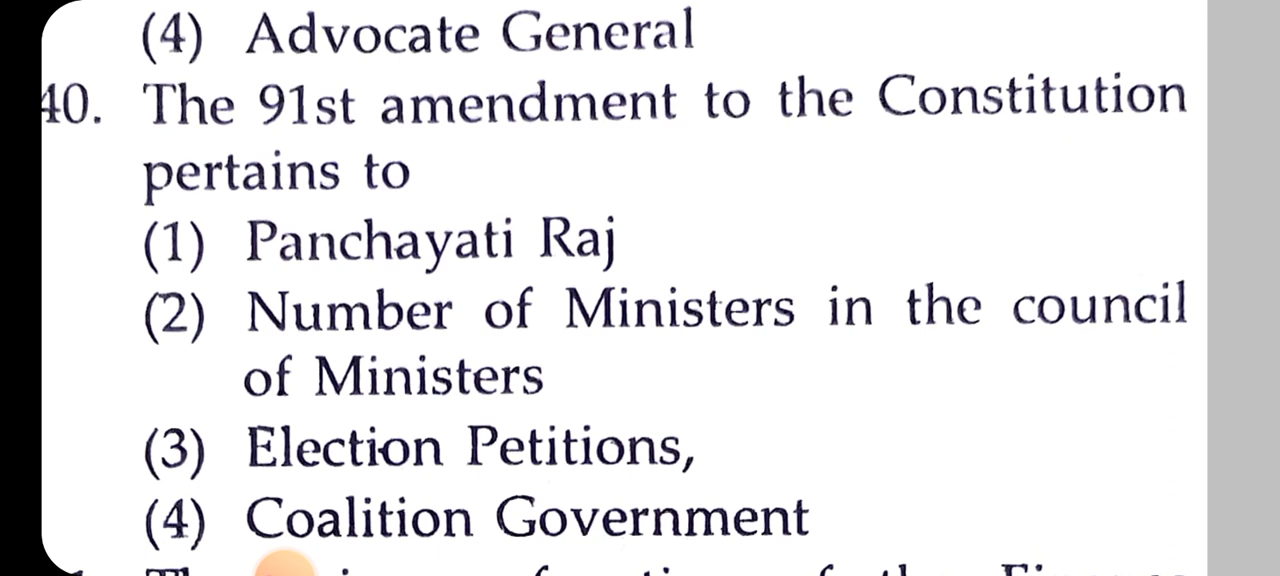 (4) Advocate General
40. The 91st amendment to the Constitution
pertains to
(1) Panchayati Raj
(2) Number of Ministers in the council
of Ministers
(3) Election Petitions,
(4) Coalition Government